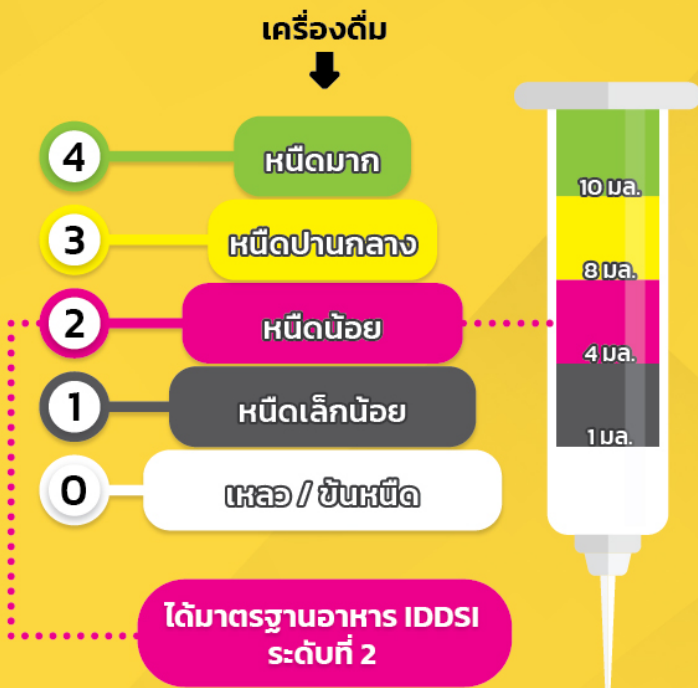 เครื่องดื่ม
4 หนืดมาก
10 มล.
3 หนืดปานกลาง
8 มล.
2 หนืดน้อย
4 มล.
1 หนืดเล็กน้อย
1 มล.
0 เหลว / ข้นหนืด
ได้มาตรฐานอาหาร IDDSI
ระดับที่ 2